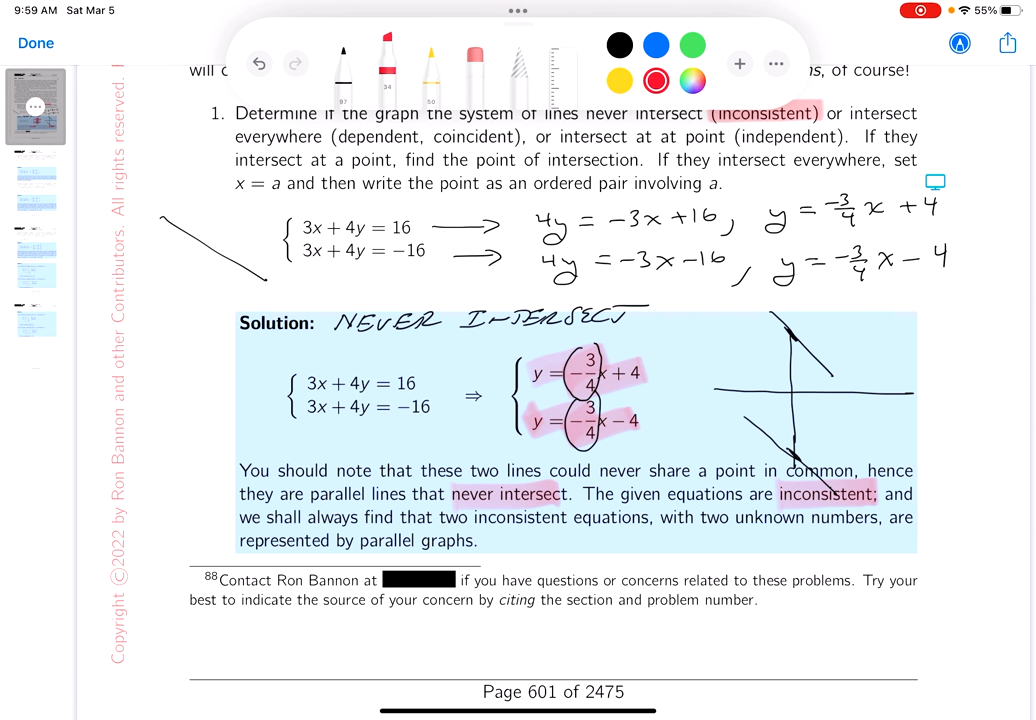 9:59 AM Sat Mar 5
55%
Done
97
34
50
will
ns, of course!
1. Determine if the graph the system of lines never intersect (inconsistent) or intersect
everywhere (dependent, coincident), or intersect at at point (independent). If they
intersect at a point, find the point of intersection. If they intersect everywhere, set
x = a and then write the point as an ordered pair involving a.
3x + 4y = 16 → 4y = -3x + 16, y = -3/4 x + 4
3x + 4y = -16 → 4y = -3x - 16, y = -3/4 x - 4
Solution: NEVER INTERSECT
3x + 4y = 16 ⇒ y = -3/4 x + 4
3x + 4y = -16 y = -3/4 x - 4
You should note that these two lines could never share a point in common, hence
they are parallel lines that never intersect. The given equations are inconsistent; and
we shall always find that two inconsistent equations, with two unknown numbers, are
represented by parallel graphs.
88 Contact Ron Bannon at if you have questions or concerns related to these problems. Try your
best to indicate the source of your concern by citing the section and problem number.
Page 601 of 2475
Copyright ©2022 by Ron Bannon and other Contributors. All rights reserved.